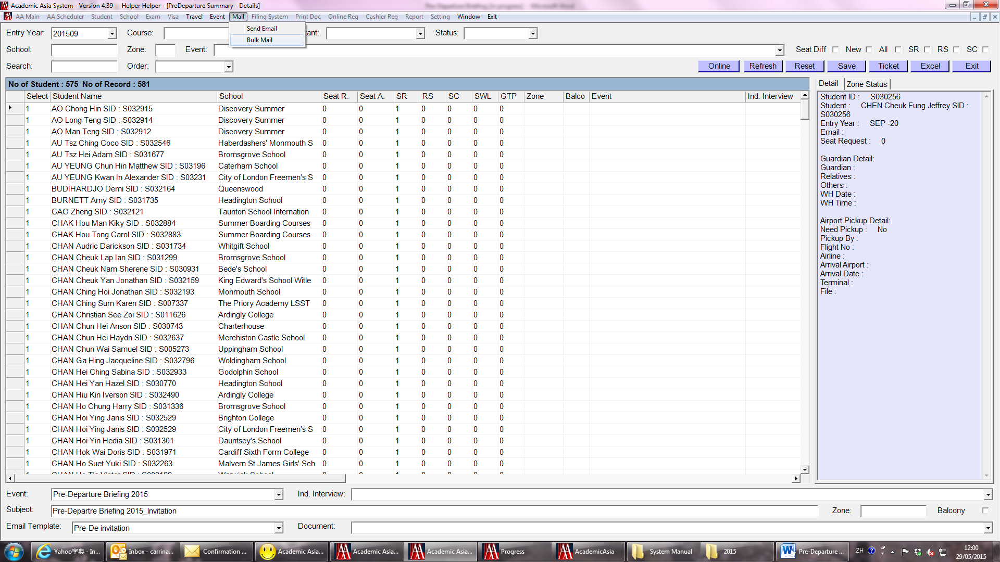 Academic Asia System - Version 4.39 Helper Helper - [PreDeparture Summary - Details]
AA Main AA Scheduler Student School Exam Visa Travel Event Mail Filing System Print Doc Online Reg Cashier Reg Report Setting Window Exit
Send Email
Bulk Mail
Entry Year: 201509 Course: tant: Status:
School: Zone: Event: Seat Diff New All SR RS SC
Search: Order: Online Refresh Reset Save Ticket Excel Exit
No of Student : 575 No of Record : 581
Select Student Name School Seat R. Seat A. SR RS SC SWL GTP Zone Balco Event Ind. Interview
1 AO Chong Hin SID : S032915 Discovery Summer 0 0 1 0 0 0 0
1 AO Long Teng SID : S032914 Discovery Summer 0 0 1 0 0 0 0
1 AO Man Teng SID : S032912 Discovery Summer 0 0 1 0 0 0 0
1 AU Tsz Ching Coco SID : S032546 Haberdashers' Monmouth S 0 0 1 0 0 0 0
1 AU Tsz Hei Adam SID : S031677 Bromsgrove School 0 0 1 0 0 0 0
1 AU YEUNG Chun Hin Matthew SID : S03196 Caterham School 0 0 1 0 0 0 0
1 AU YEUNG Kwan In Alexander SID : S03231 City of London Freemen's S 0 0 1 0 0 0 0
1 BUDIHARDJO Demi SID : S032164 Queenswood 0 0 1 0 0 0 0
1 BURNETT Amy SID : S031735 Headington School 0 0 1 0 0 0 0
1 CAO Zheng SID : S032121 Taunton School Internation 0 0 1 0 0 0 0
1 CHAK Hou Man Kiky SID : S032884 Summer Boarding Courses 0 0 1 0 0 0 0
1 CHAK Hou Tong Carol SID : S032883 Summer Boarding Courses 0 0 1 0 0 0 0
1 CHAN Audric Darickson SID : S031734 Whitgift School 0 0 1 0 0 0 0
1 CHAN Cheuk Lap Ian SID : S031299 Bromsgrove School 0 0 1 0 0 0 0
1 CHAN Cheuk Nam Sherene SID : S030931 Bede's School 0 0 1 0 0 0 0
1 CHAN Cheuk Yan Jonathan SID : S032159 King Edward's School Witle 0 0 1 0 0 0 0
1 CHAN Ching Hoi Jonathan SID : S032193 Monmouth School 0 0 1 0 0 0 0
1 CHAN Ching Sum Karen SID : S007337 The Priory Academy LSST 0 0 1 0 0 0 0
1 CHAN Christian See Zoi SID : S011626 Ardingly College 0 0 1 0 0 0 0
1 CHAN Chun Hei Anson SID : S030743 Charterhouse 0 0 1 0 0 0 0
1 CHAN Chun Hei Haydn SID : S032637 Merchiston Castle School 0 0 1 0 0 0 0
1 CHAN Chun Wai Samuel SID : S005273 Uppingham School 0 0 1 0 0 0 0
1 CHAN Ga Hing Jacqueline SID : S032796 Woldingham School 0 0 1 0 0 0 0
1 CHAN Hei Ching Sabina SID : S032933 Godolphin School 0 0 1 0 0 0 0
1 CHAN Hei Yan Hazel SID : S030770 Headington School 0 0 1 0 0 0 0
1 CHAN Hiu Kin Iverson SID : S032490 Ardingly College 0 0 1 0 0 0 0
1 CHAN Ho Chung Harry SID : S031336 Bromsgrove School 0 0 1 0 0 0 0
1 CHAN Hoi Ying Janis SID : S032529 Brighton College 0 0 1 0 0 0 0
1 CHAN Hoi Ying Janis SID : S032529 City of London Freemen's S 0 0 1 0 0 0 0
1 CHAN Hoi Yin Hedia SID : S031301 Dauntsey's School 0 0 1 0 0 0 0
1 CHAN Hok Wai Doris SID : S031971 Cardiff Sixth Form College 0 0 1 0 0 0 0
1 CHAN Ho Suet Yuki SID : S032263 Malvern St James Girls' Sch 0 0 1 0 0 0 0
Detail Zone Status
Student ID : S030256
Student : CHEN Cheuk Fung Jeffrey SID :
S030256
Entry Year : SEP -20
Email :
Seat Request : 0
Guardian Detail:
Guardian :
Relatives :
Others :
WH Date :
WH Time :
Airport Pickup Detail:
Need Pickup : No
Pickup By :
Flight No :
Airline :
Arrival Airport :
Arrival Date :
Terminal :
File :
Event: Pre-Departure Briefing 2015 Ind. Interview:
Subject: Pre-Departre Briefing 2015_Invitation Zone: Balcony
Email Template: Pre-De invitation Document:
Yahoo字典 - In... Inbox - carrina... Confirmation ... Academic Asia... Academic Asia... Academic Asia... Progress AcademicAsia System Manual 2015 Pre-Departure ... ZH 12:00
29/05/2015